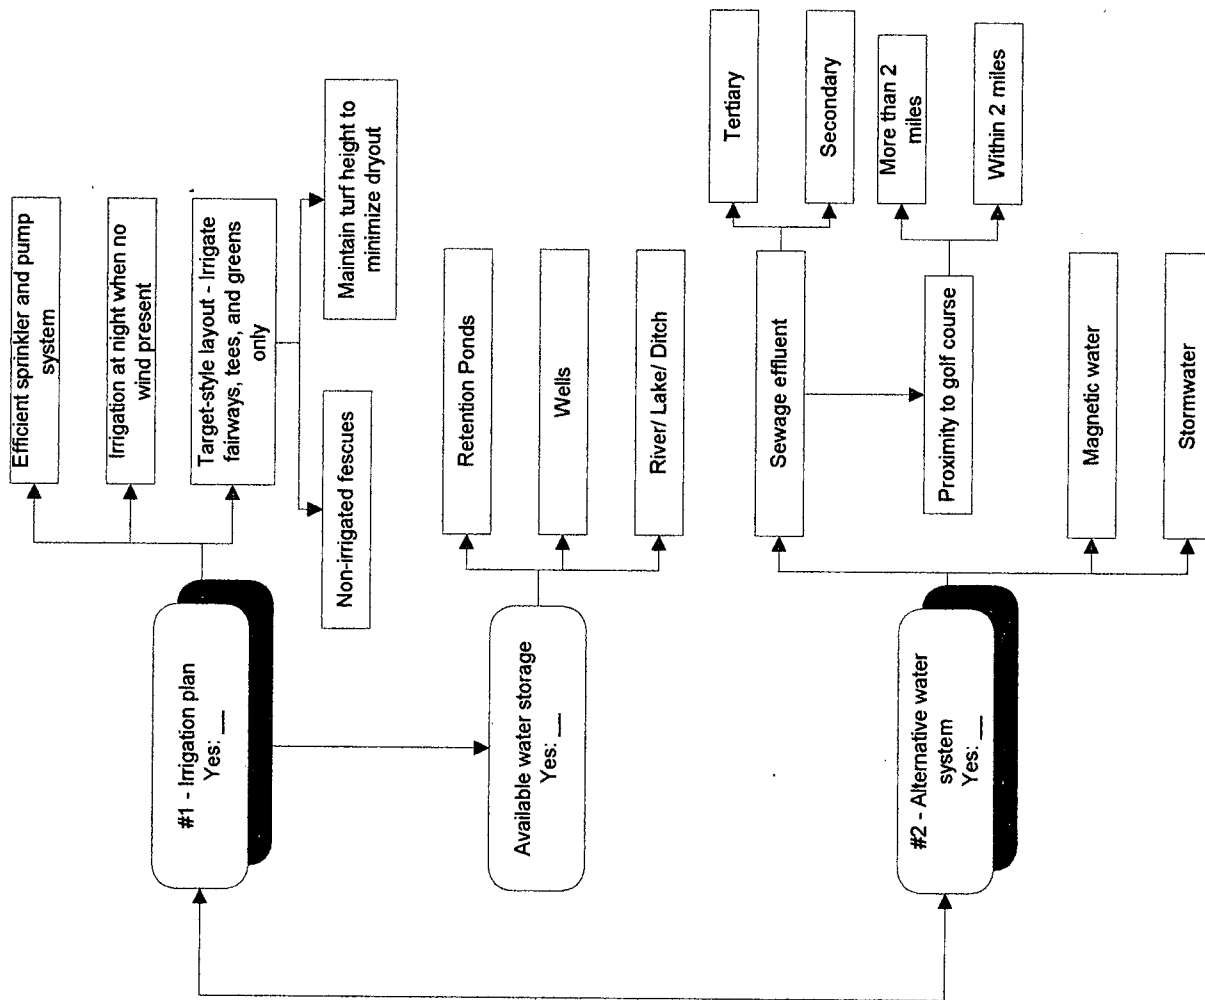 Efficient sprinkler and pump
system
Irrigation at night when no
wind present
Target-style layout - Irrigate
fairways, tees, and greens
only
Maintain turf height to
minimize dryout
Non-irrigated fescues
#1 - Irrigation plan
Yes: __
Retention Ponds
Wells
River/ Lake/ Ditch
Available water storage
Yes: __
Tertiary
Secondary
More than 2
miles
Within 2 miles
Sewage effluent
Proximity to golf course
Magnetic water
Stormwater
#2 - Alternative water
system
Yes: __